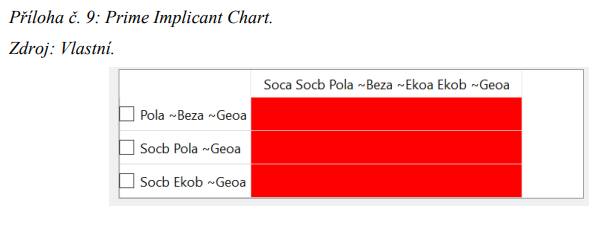 Příloha č. 9: Prime Implicant Chart.
Zdroj: Vlastní.
Soca Socb Pola ~Beza ~Ekoa Ekob ~Geoa
Pola ~Beza ~Geoa
Socb Pola ~Geoa
Socb Ekob ~Geoa